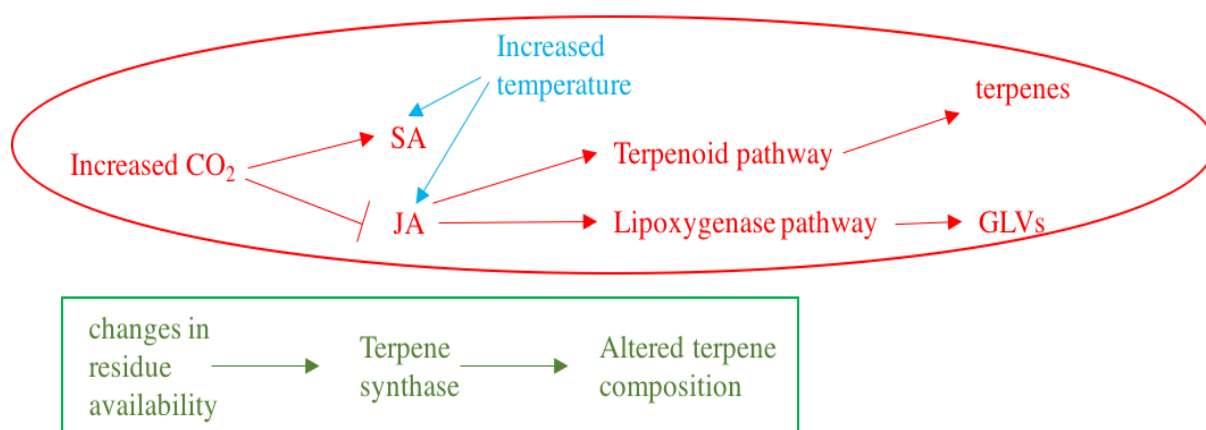 Increased
temperature
terpenes
SA
Increased CO₂
Terpenoid pathway
JA
Lipoxygenase pathway
GLVs
changes in
residue
availability
Terpene
synthase
Altered terpene
composition